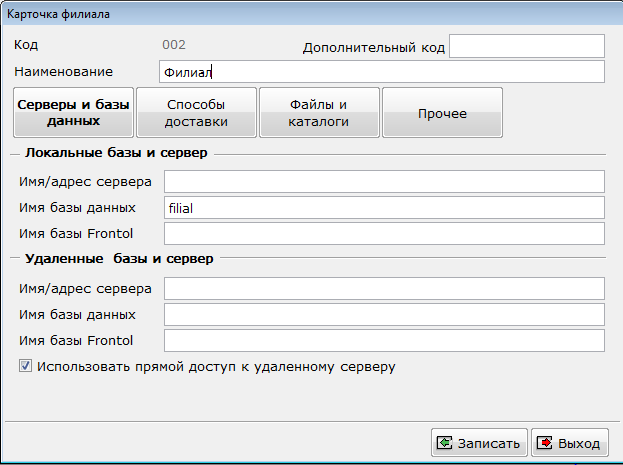 Карточка филиала
Код 002 Дополнительный код
Наименование Филиал
Серверы и базы данных
Способы доставки
Файлы и каталоги
Прочее
Локальные базы и сервер
Имя/адрес сервера
Имя базы данных filial
Имя базы Frontol
Удаленные базы и сервер
Имя/адрес сервера
Имя базы данных
Имя базы Frontol
Использовать прямой доступ к удаленному серверу
Записать Выход